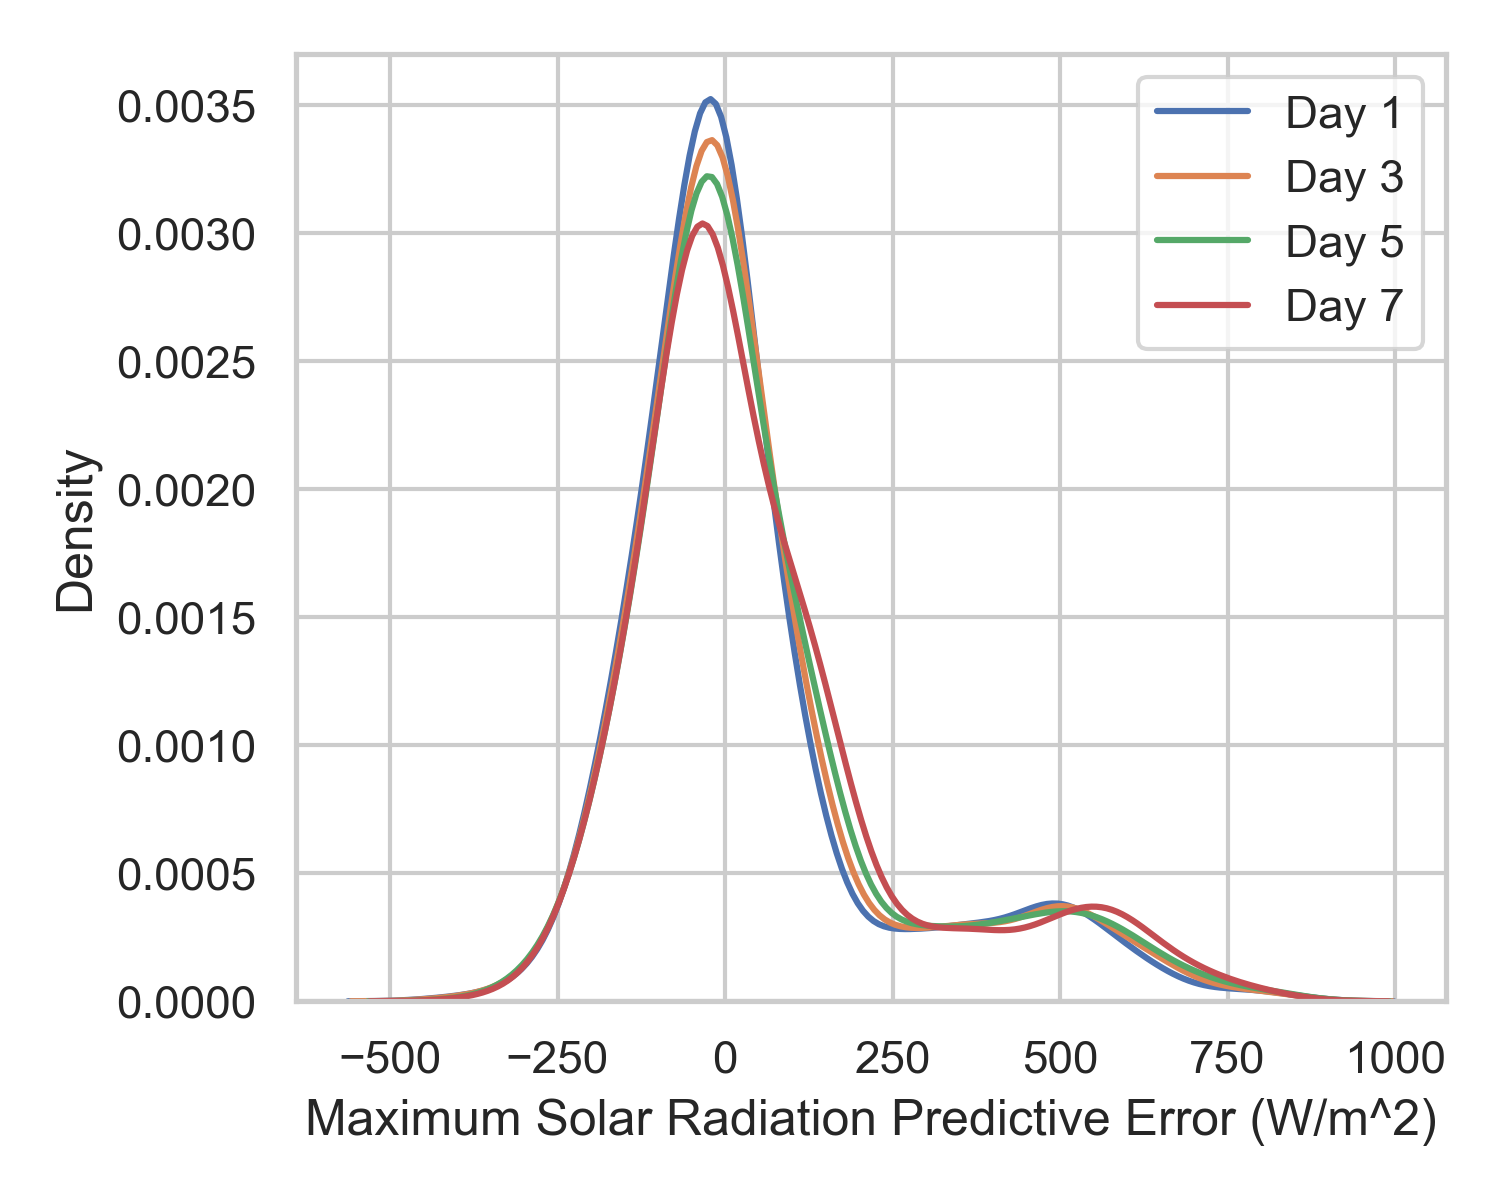 0.0035
0.0030
0.0025
0.0020
0.0015
0.0010
0.0005
0.0000
Density
Day 1
Day 3
Day 5
Day 7
−500 −250 0 250 500 750 1000
Maximum Solar Radiation Predictive Error (W/m^2)